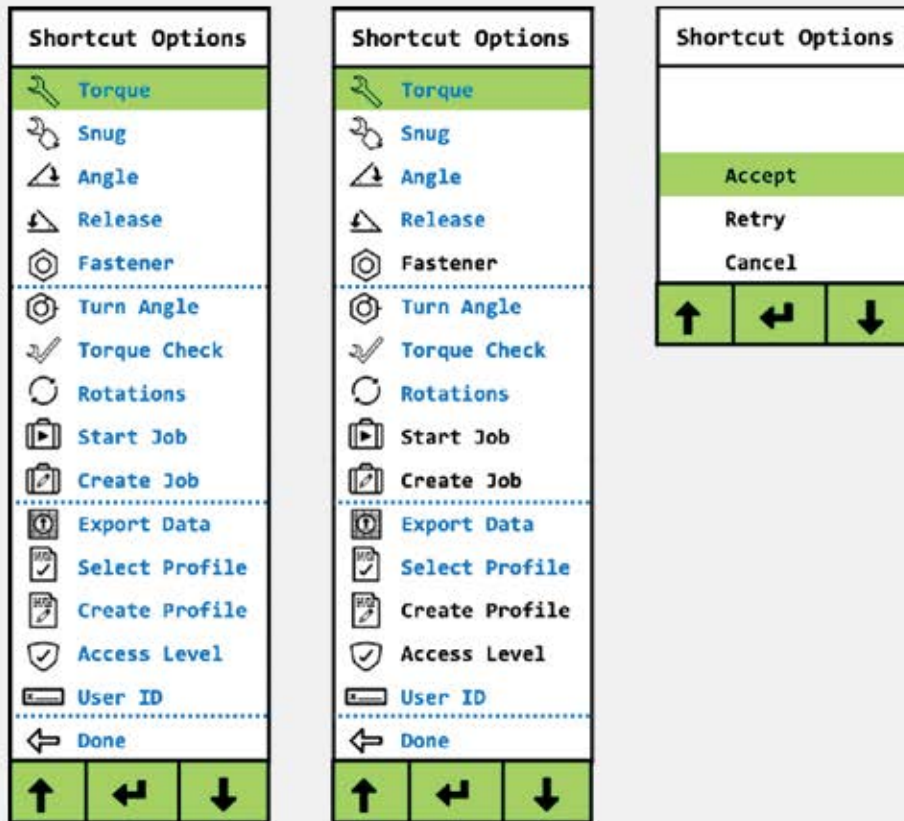 Shortcut Options
Torque
Snug
Angle
Release
Fastener
Turn Angle
Torque Check
Rotations
Start Job
Create Job
Export Data
Select Profile
Create Profile
Access Level
User ID
Done
Shortcut Options
Torque
Snug
Angle
Release
Fastener
Turn Angle
Torque Check
Rotations
Start Job
Create Job
Export Data
Select Profile
Create Profile
Access Level
User ID
Done
Shortcut Options
Accept
Retry
Cancel